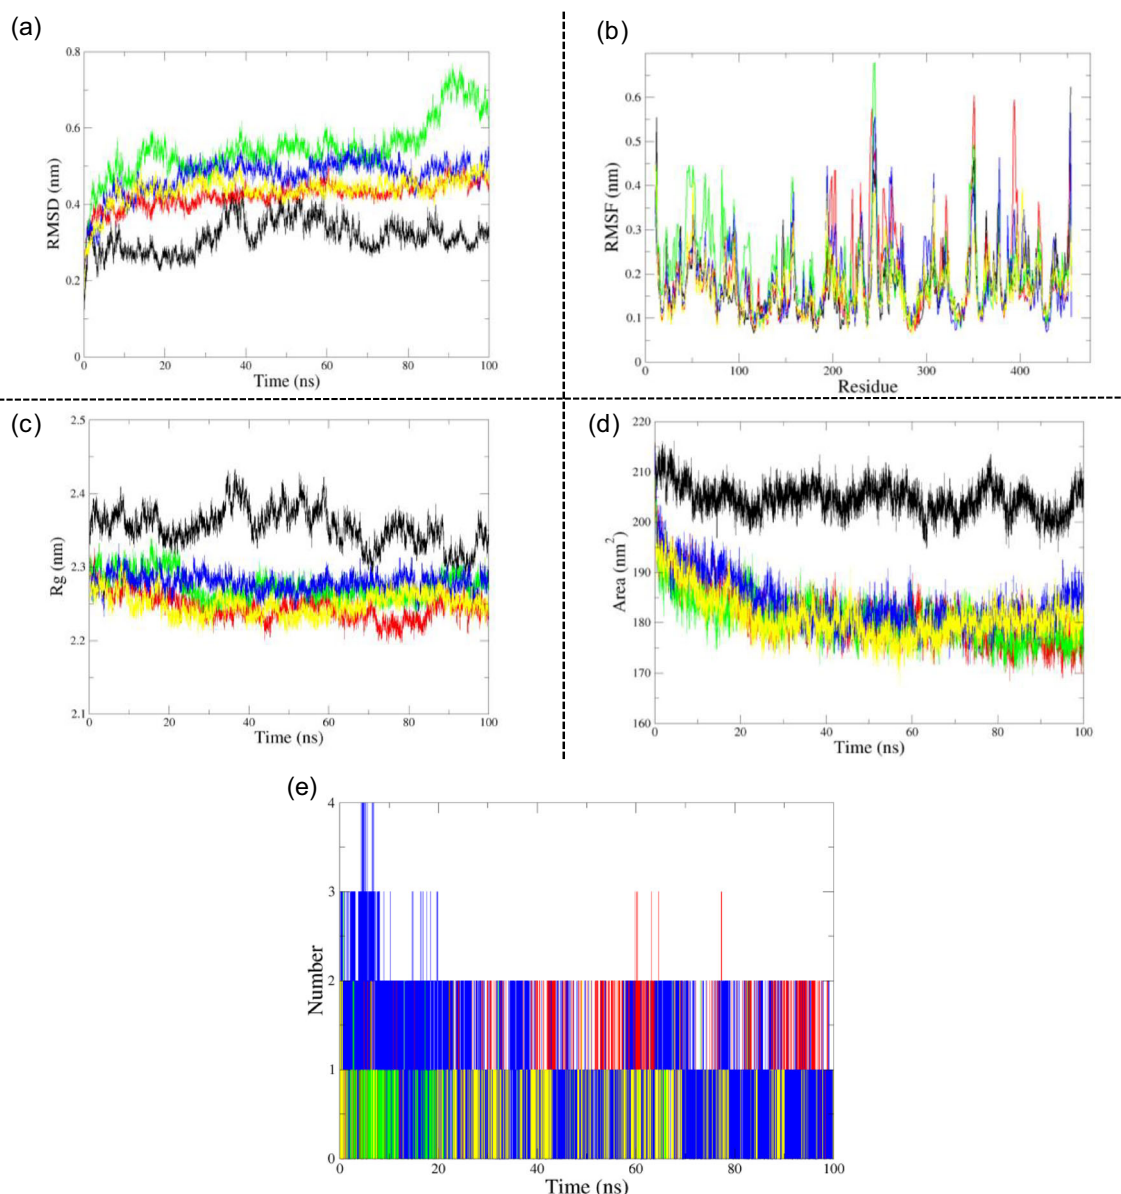 (a)
0.8
0.6
0.4
0.2
0
RMSD (nm)
0 20 40 60 80 100
Time (ns)
(b)
0.6
0.5
0.4
0.3
0.2
0.1
0
RMSF (nm)
0 100 200 300 400
Residue
(c)
2.5
2.4
2.3
2.2
2.1
Rg (nm)
0 20 40 60 80 100
Time (ns)
(d)
220
210
200
190
180
170
160
Area (nm²)
0 20 40 60 80 100
Time (ns)
(e)
4
3
2
1
0
Number
0 20 40 60 80 100
Time (ns)